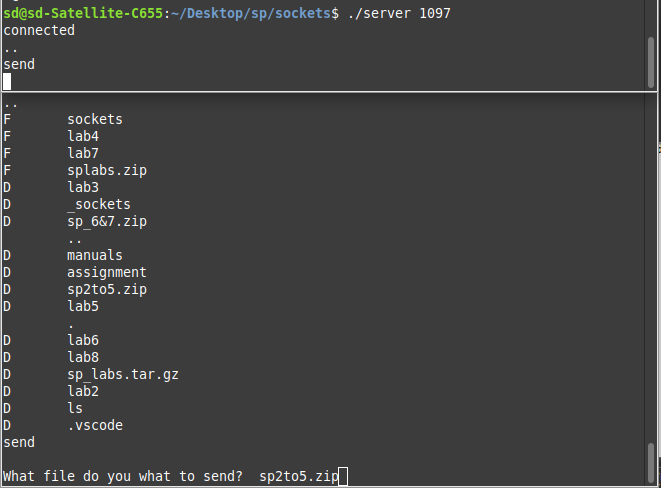 sd@sd-Satellite-C655:~/Desktop/sp/sockets$ ./server 1097
connected
..
send
..
F sockets
F lab4
F lab7
F splabs.zip
D lab3
D _sockets
D sp_6&7.zip
..
D manuals
D assignment
D sp2to5.zip
D lab5
.
D lab6
D lab8
D sp_labs.tar.gz
D lab2
D ls
D .vscode
send
What file do you what to send? sp2to5.zip